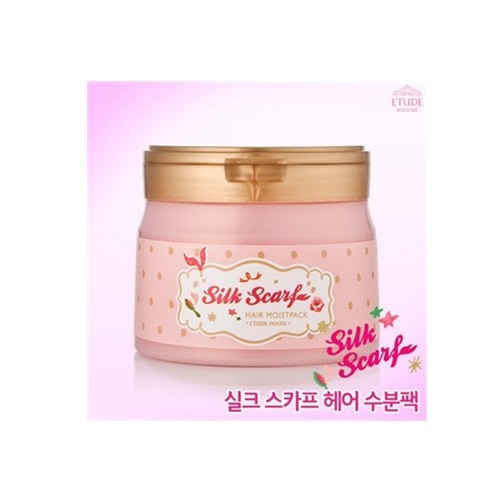 ETUDE
HOUSE
Silk Scarf
HAIR MOISTPACK
• ETUDE HOUSE •
Silk
Scarf
실크 스카프 헤어 수분팩